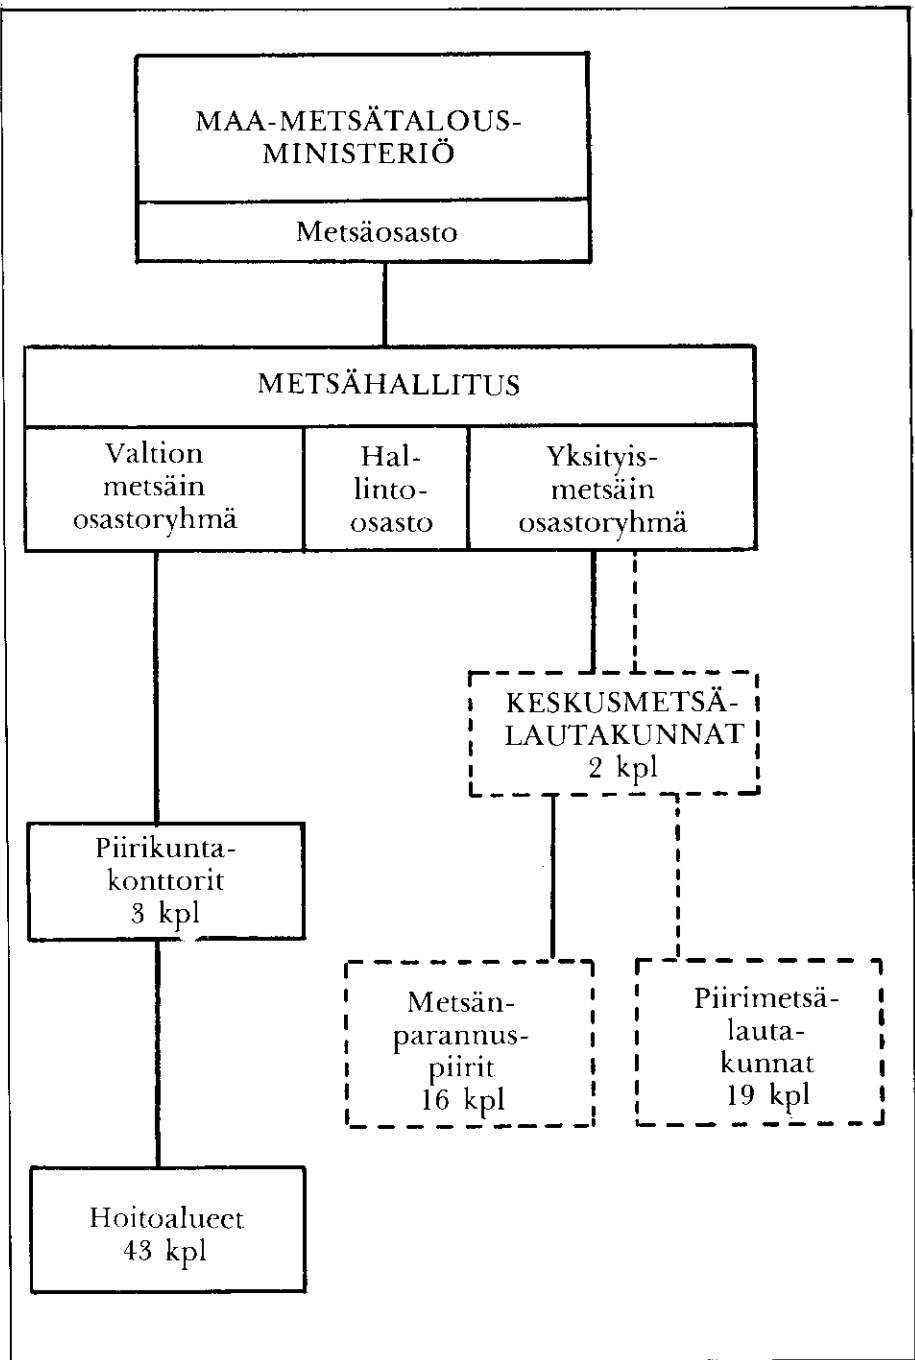 MAA-METSÄTALOUS-
MINISTERIÖ
Metsäosasto
METSÄHALLITUS
Valtion
metsäin
osastoryhmä
Hal-
linto-
osasto
Yksityis-
metsäin
osastoryhmä
KESKUSMETSÄ-
LAUTAKUNNAT
2 kpl
Piirikunta-
konttorit
3 kpl
Metsän-
parannus-
piirit
16 kpl
Piirimetsä-
lauta-
kunnat
19 kpl
Hoitoalueet
43 kpl